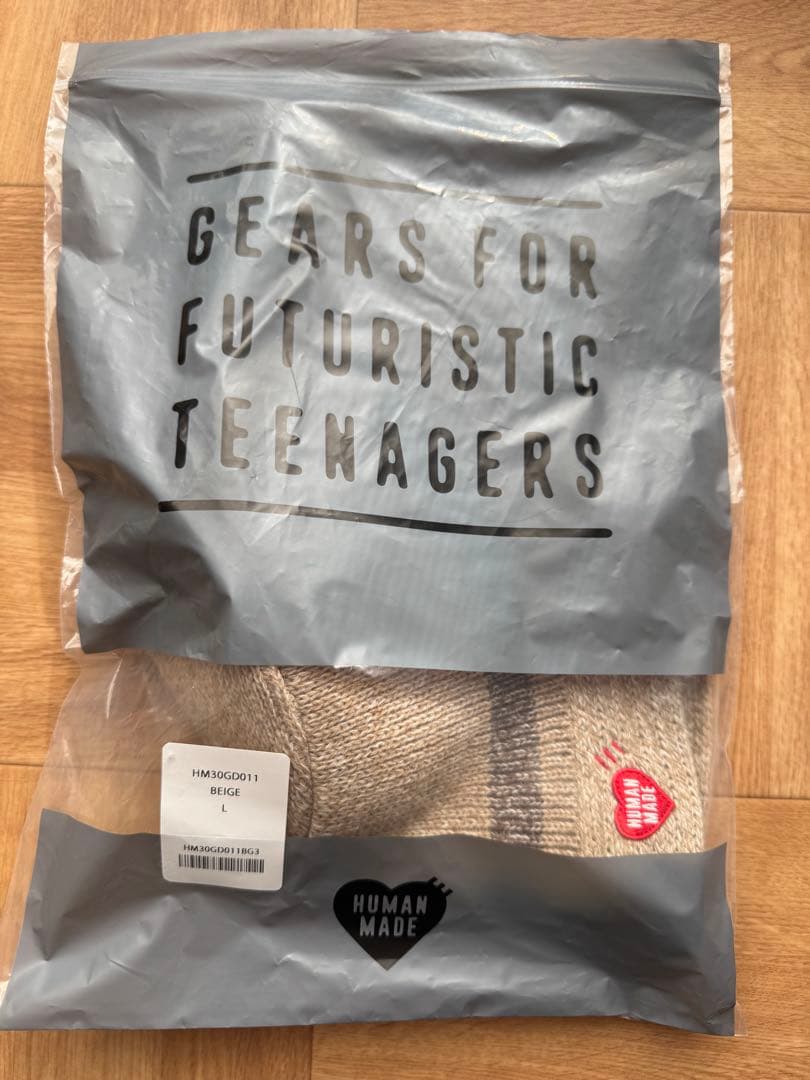 GEARS FOR
FUTURISTIC
TEENAGERS
HM30GD011
BEIGE
L
HM30GD011BG3
HUMAN
MADE
HUMAN
MADE